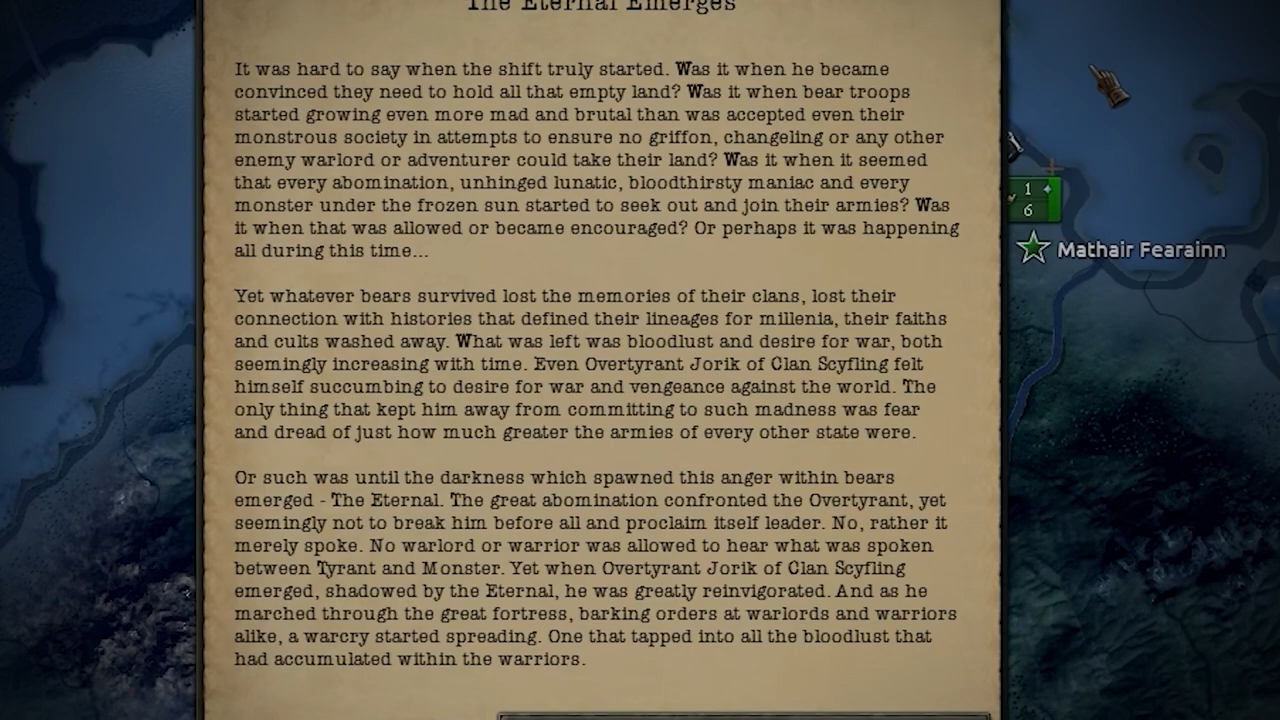 The Eternal Emerges
It was hard to say when the shift truly started. Was it when he became
convinced they need to hold all that empty land? Was it when bear troops
started growing even more mad and brutal than was accepted even their
monstrous society in attempts to ensure no griffon, changeling or any other
enemy warlord or adventurer could take their land? Was it when it seemed
that every abomination, unhinged lunatic, bloodthirsty maniac and every
monster under the frozen sun started to seek out and join their armies? Was
it when that was allowed or became encouraged? Or perhaps it was happening
all during this time...
Yet whatever bears survived lost the memories of their clans, lost their
connection with histories that defined their lineages for millenia, their faiths
and cults washed away. What was left was bloodlust and desire for war, both
seemingly increasing with time. Even Overtyrant Jorik of Clan Scyfling felt
himself succumbing to desire for war and vengeance against the world. The
only thing that kept him away from committing to such madness was fear
and dread of just how much greater the armies of every other state were.
Or such was until the darkness which spawned this anger within bears
emerged - The Eternal. The great abomination confronted the Overtyrant, yet
seemingly not to break him before all and proclaim itself leader. No, rather it
merely spoke. No warlord or warrior was allowed to hear what was spoken
between Tyrant and Monster. Yet when Overtyrant Jorik of Clan Scyfling
emerged, shadowed by the Eternal, he was greatly reinvigorated. And as he
marched through the great fortress, barking orders at warlords and warriors
alike, a warcry started spreading. One that tapped into all the bloodlust that
had accumulated within the warriors.
1
6
Mathair Fearainn